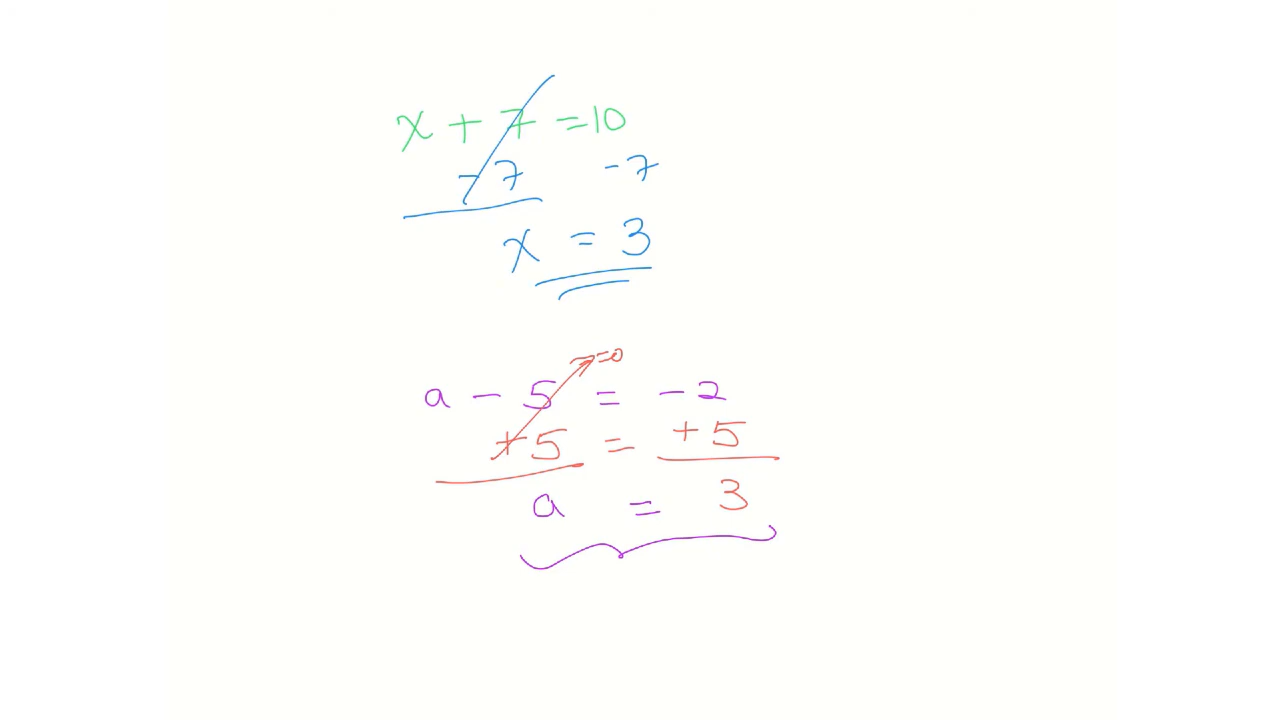 x + 7 = 10
- 7 - 7
x = 3
= 0
a - 5 = - 2
+ 5 = + 5
a = 3